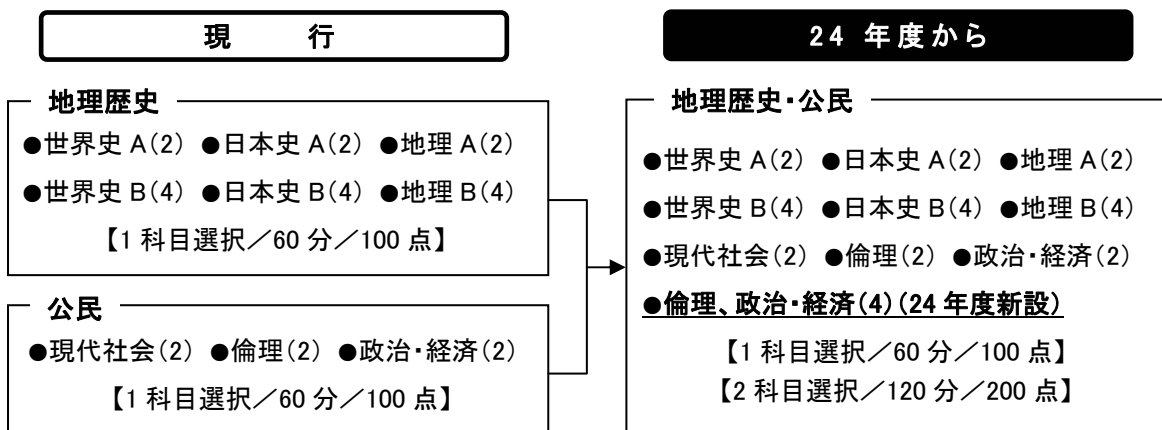 現 行
地理歴史
●世界史 A(2) ●日本史 A(2) ●地理 A(2)
●世界史 B(4) ●日本史 B(4) ●地理 B(4)
【1 科目選択／60 分／100 点】
公民
●現代社会(2) ●倫理(2) ●政治・経済(2)
【1 科目選択／60 分／100 点】
24 年度から
地理歴史・公民
●世界史 A(2) ●日本史 A(2) ●地理 A(2)
●世界史 B(4) ●日本史 B(4) ●地理 B(4)
●現代社会(2) ●倫理(2) ●政治・経済(2)
●倫理、政治・経済(4)(24 年度新設)
【1 科目選択／60 分／100 点】
【2 科目選択／120 分／200 点】